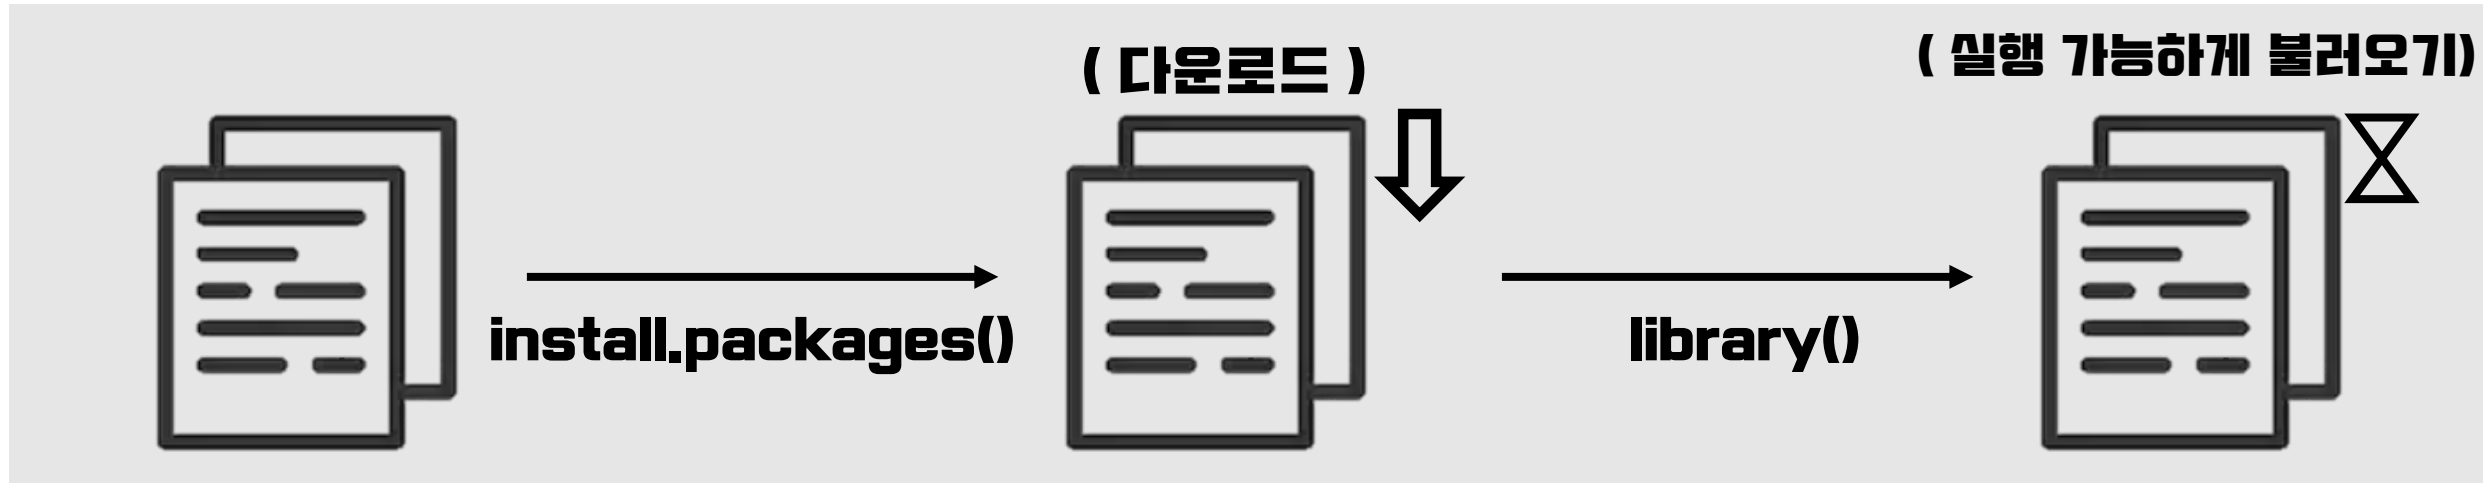 ( 다운로드 )
( 실행 가능하게 불러오기)
install.packages()
library()